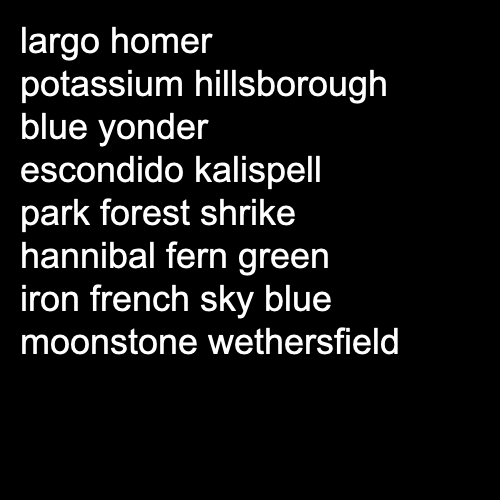 largo homer
potassium hillsborough
blue yonder
escondido kalispell
park forest shrike
hannibal fern green
iron french sky blue
moonstone wethersfield